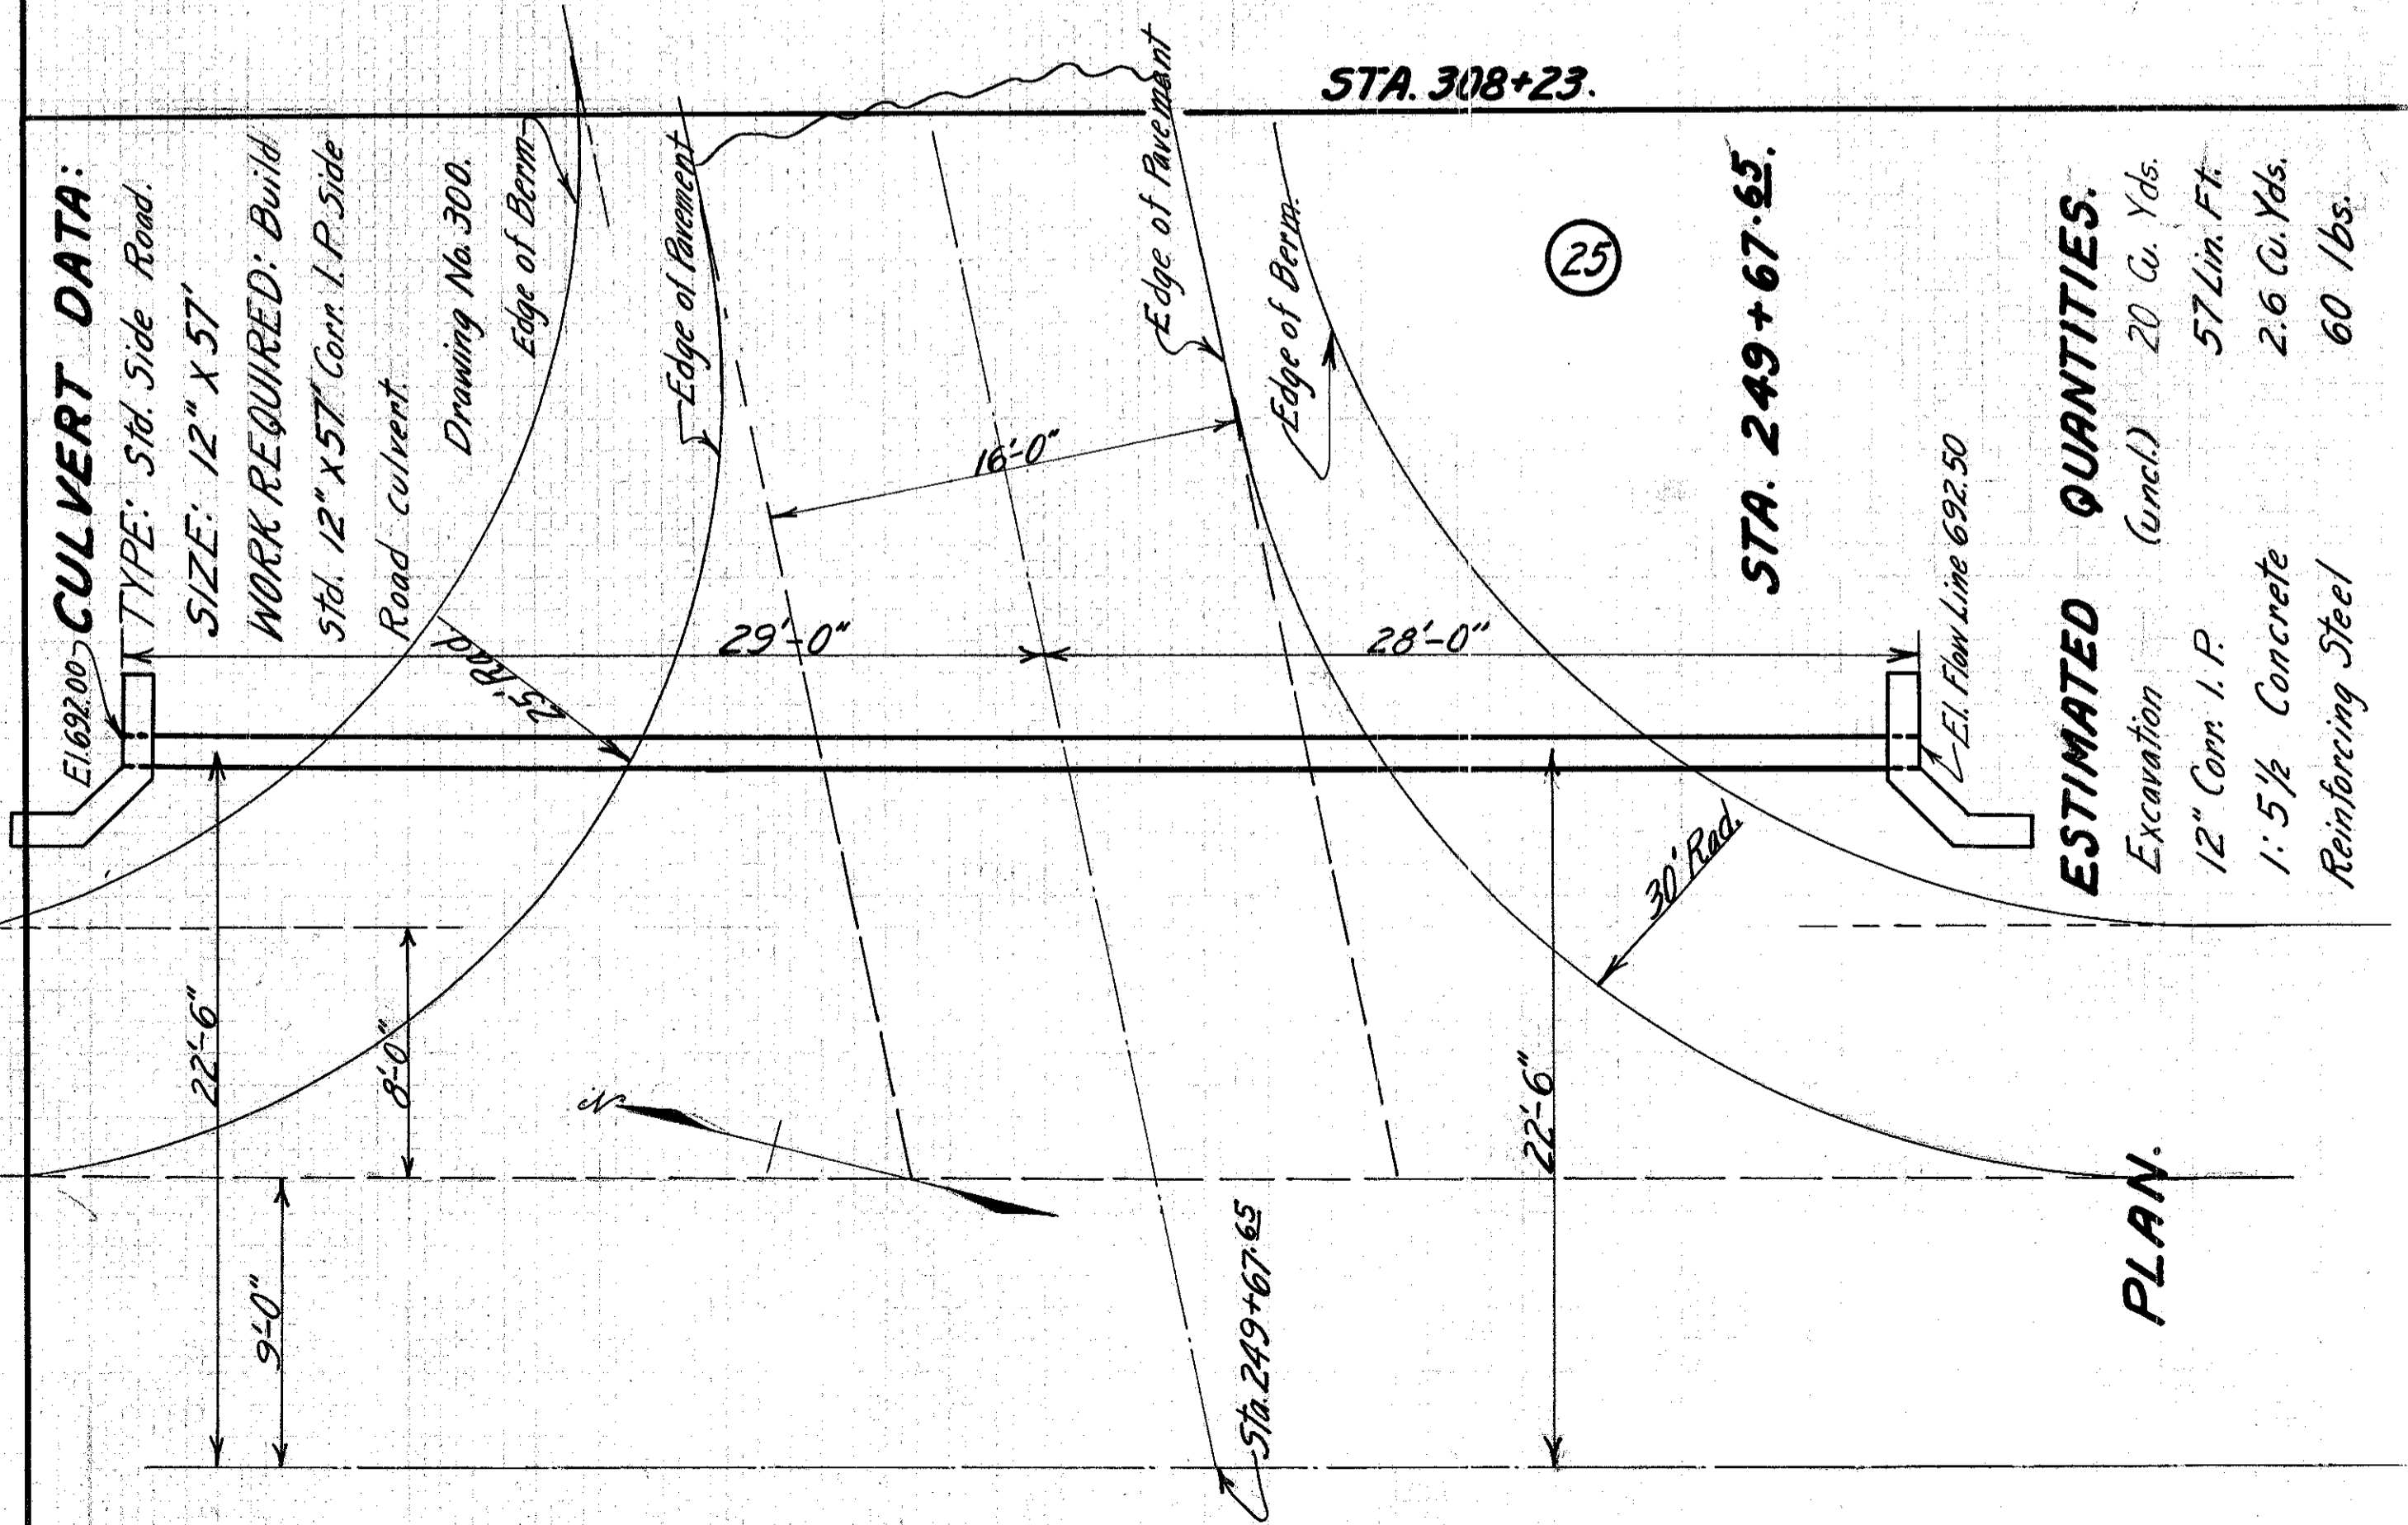 STA. 308+23.
CULVERT DATA:
TYPE: Std. Side Road.
SIZE: 12" X 57'
WORK REQUIRED: Build
Std. 12" X 57' Corr. I.P. Side
Road culvert.
Drawing No. 300.
Edge of Berm
Edge of Pavement
Edge of Pavement
Edge of Berm.
25
STA. 249+67.65.
El. 692.00
25' Rad.
16'-0"
29'-0"
28'-0"
El. Flow Line 692.50
30' Rad.
22'-6"
8'-0"
9'-0"
N
22'-6"
Sta. 249+67.65
ESTIMATED QUANTITIES.
Excavation (uncl.) 20 Cu. Yds.
12" Corr. I. P. 57 Lin. Ft.
1: 5 1/2 Concrete 2.6 Cu. Yds.
Reinforcing Steel 60 lbs.
PLAN.